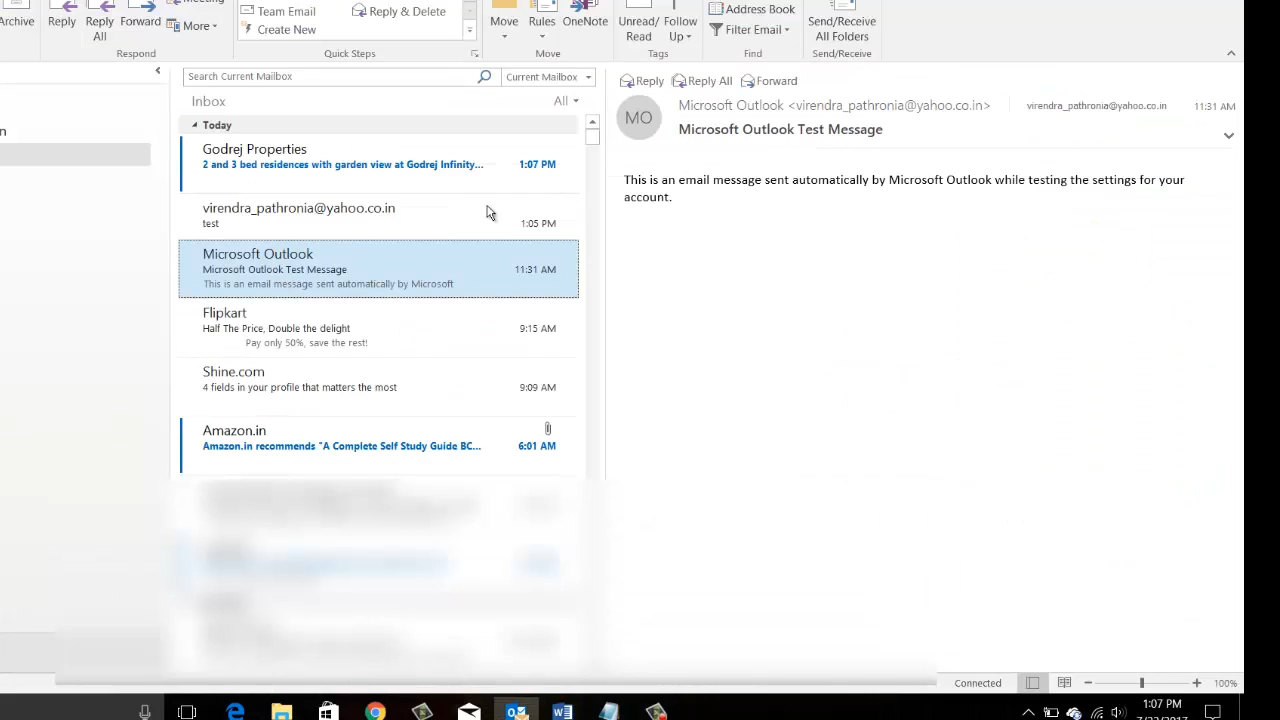 Meeting
Archive
Reply
Reply All
Forward
More
Team Email
Reply & Delete
Create New
Move
Rules
OneNote
Unread/ Read
Follow Up
Address Book
Filter Email
Send/Receive All Folders
Respond
Quick Steps
Move
Tags
Find
Send/Receive
Search Current Mailbox
Current Mailbox
Inbox
All
Today
Godrej Properties
2 and 3 bed residences with garden view at Godrej Infinity...
1:07 PM
virendra_pathronia@yahoo.co.in
test
1:05 PM
Microsoft Outlook
Microsoft Outlook Test Message
11:31 AM
This is an email message sent automatically by Microsoft
Flipkart
Half The Price, Double the delight
9:15 AM
Pay only 50%, save the rest!
Shine.com
4 fields in your profile that matters the most
9:09 AM
Amazon.in
Amazon.in recommends "A Complete Self Study Guide BC...
6:01 AM
Reply
Reply All
Forward
MO
Microsoft Outlook <virendra_pathronia@yahoo.co.in>
virendra_pathronia@yahoo.co.in
11:31 AM
Microsoft Outlook Test Message
This is an email message sent automatically by Microsoft Outlook while testing the settings for your
account.
Connected
100%
1:07 PM